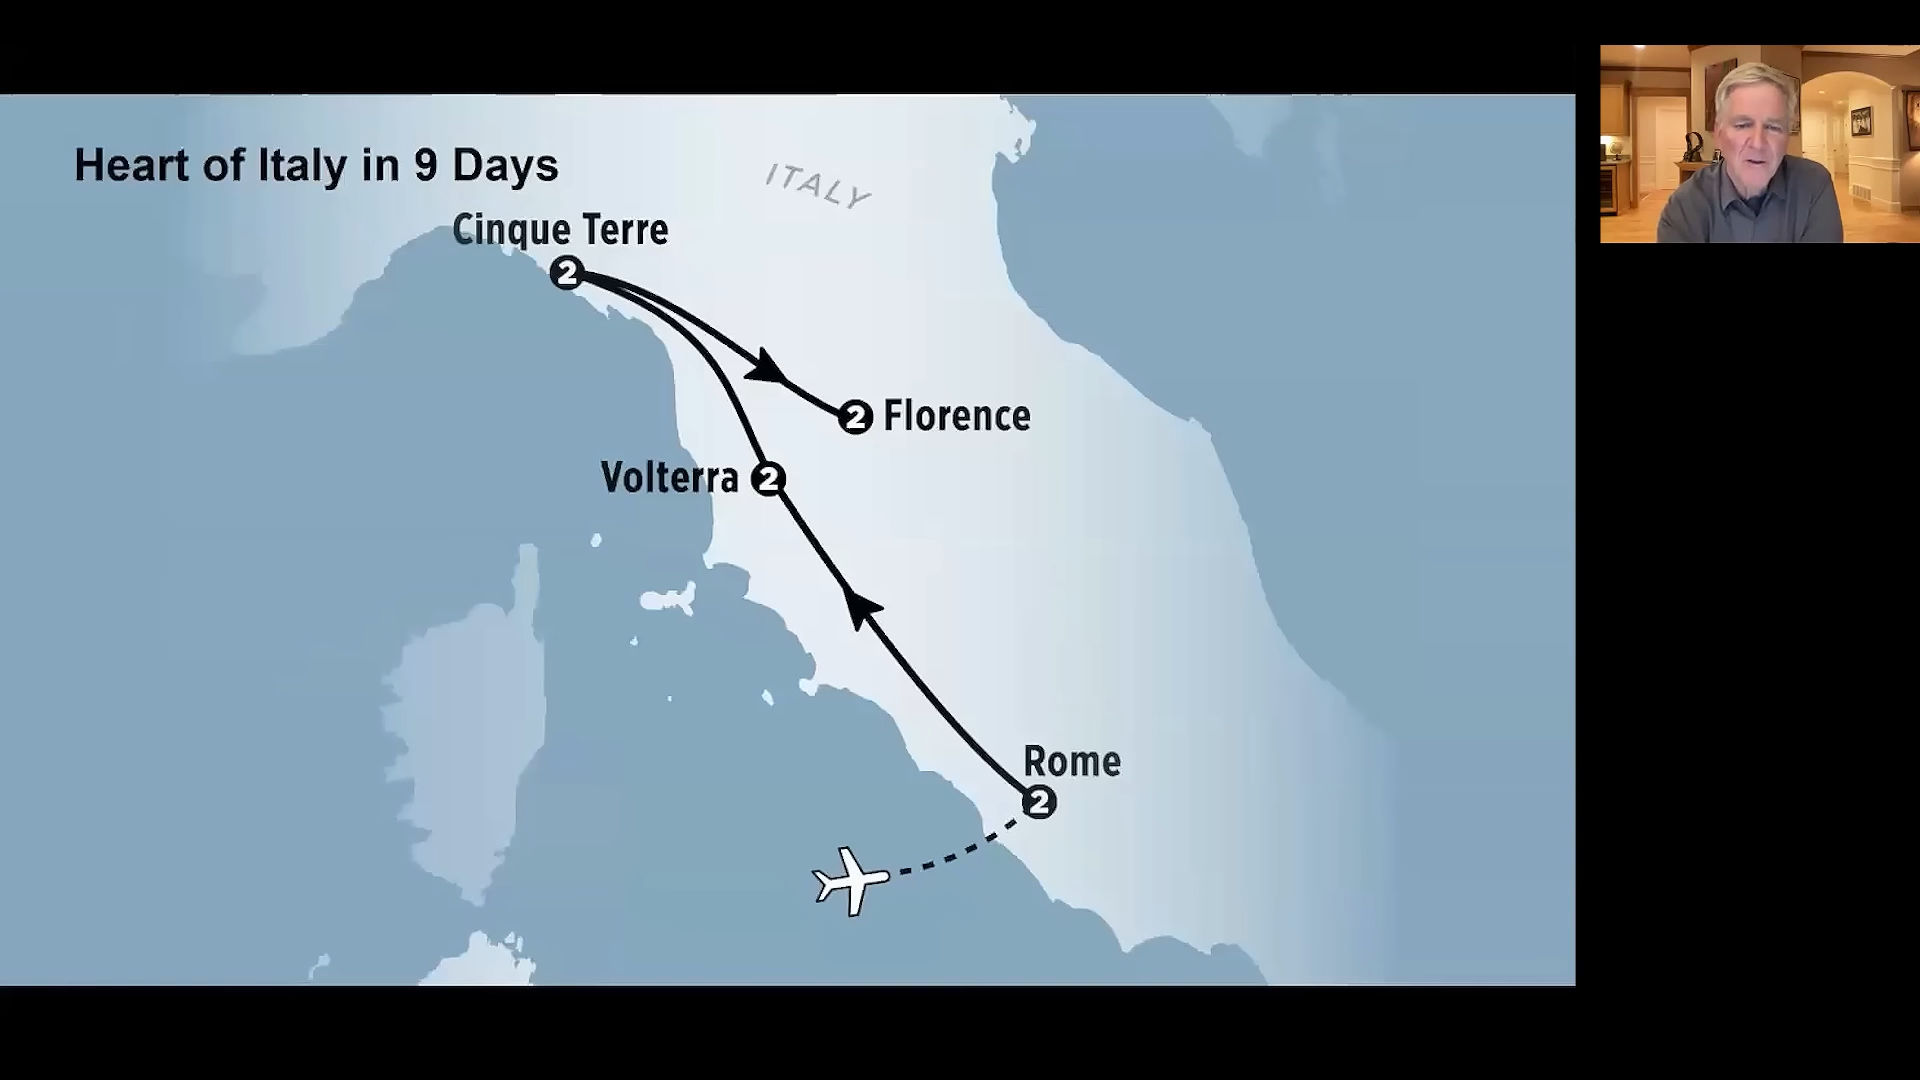 Heart of Italy in 9 Days
ITALY
Cinque Terre
2
2 Florence
Volterra 2
Rome
2